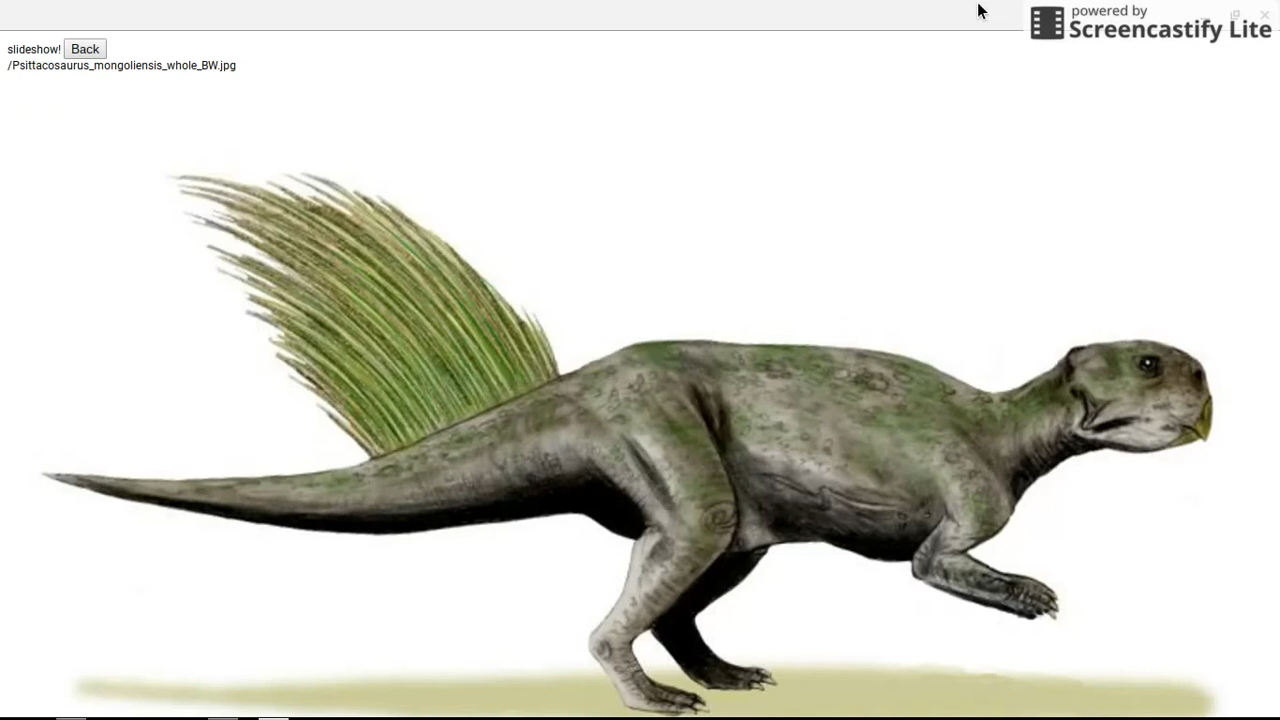 powered by
Screencastify Lite
slideshow! Back
/Psittacosaurus_mongoliensis_whole_BW.jpg